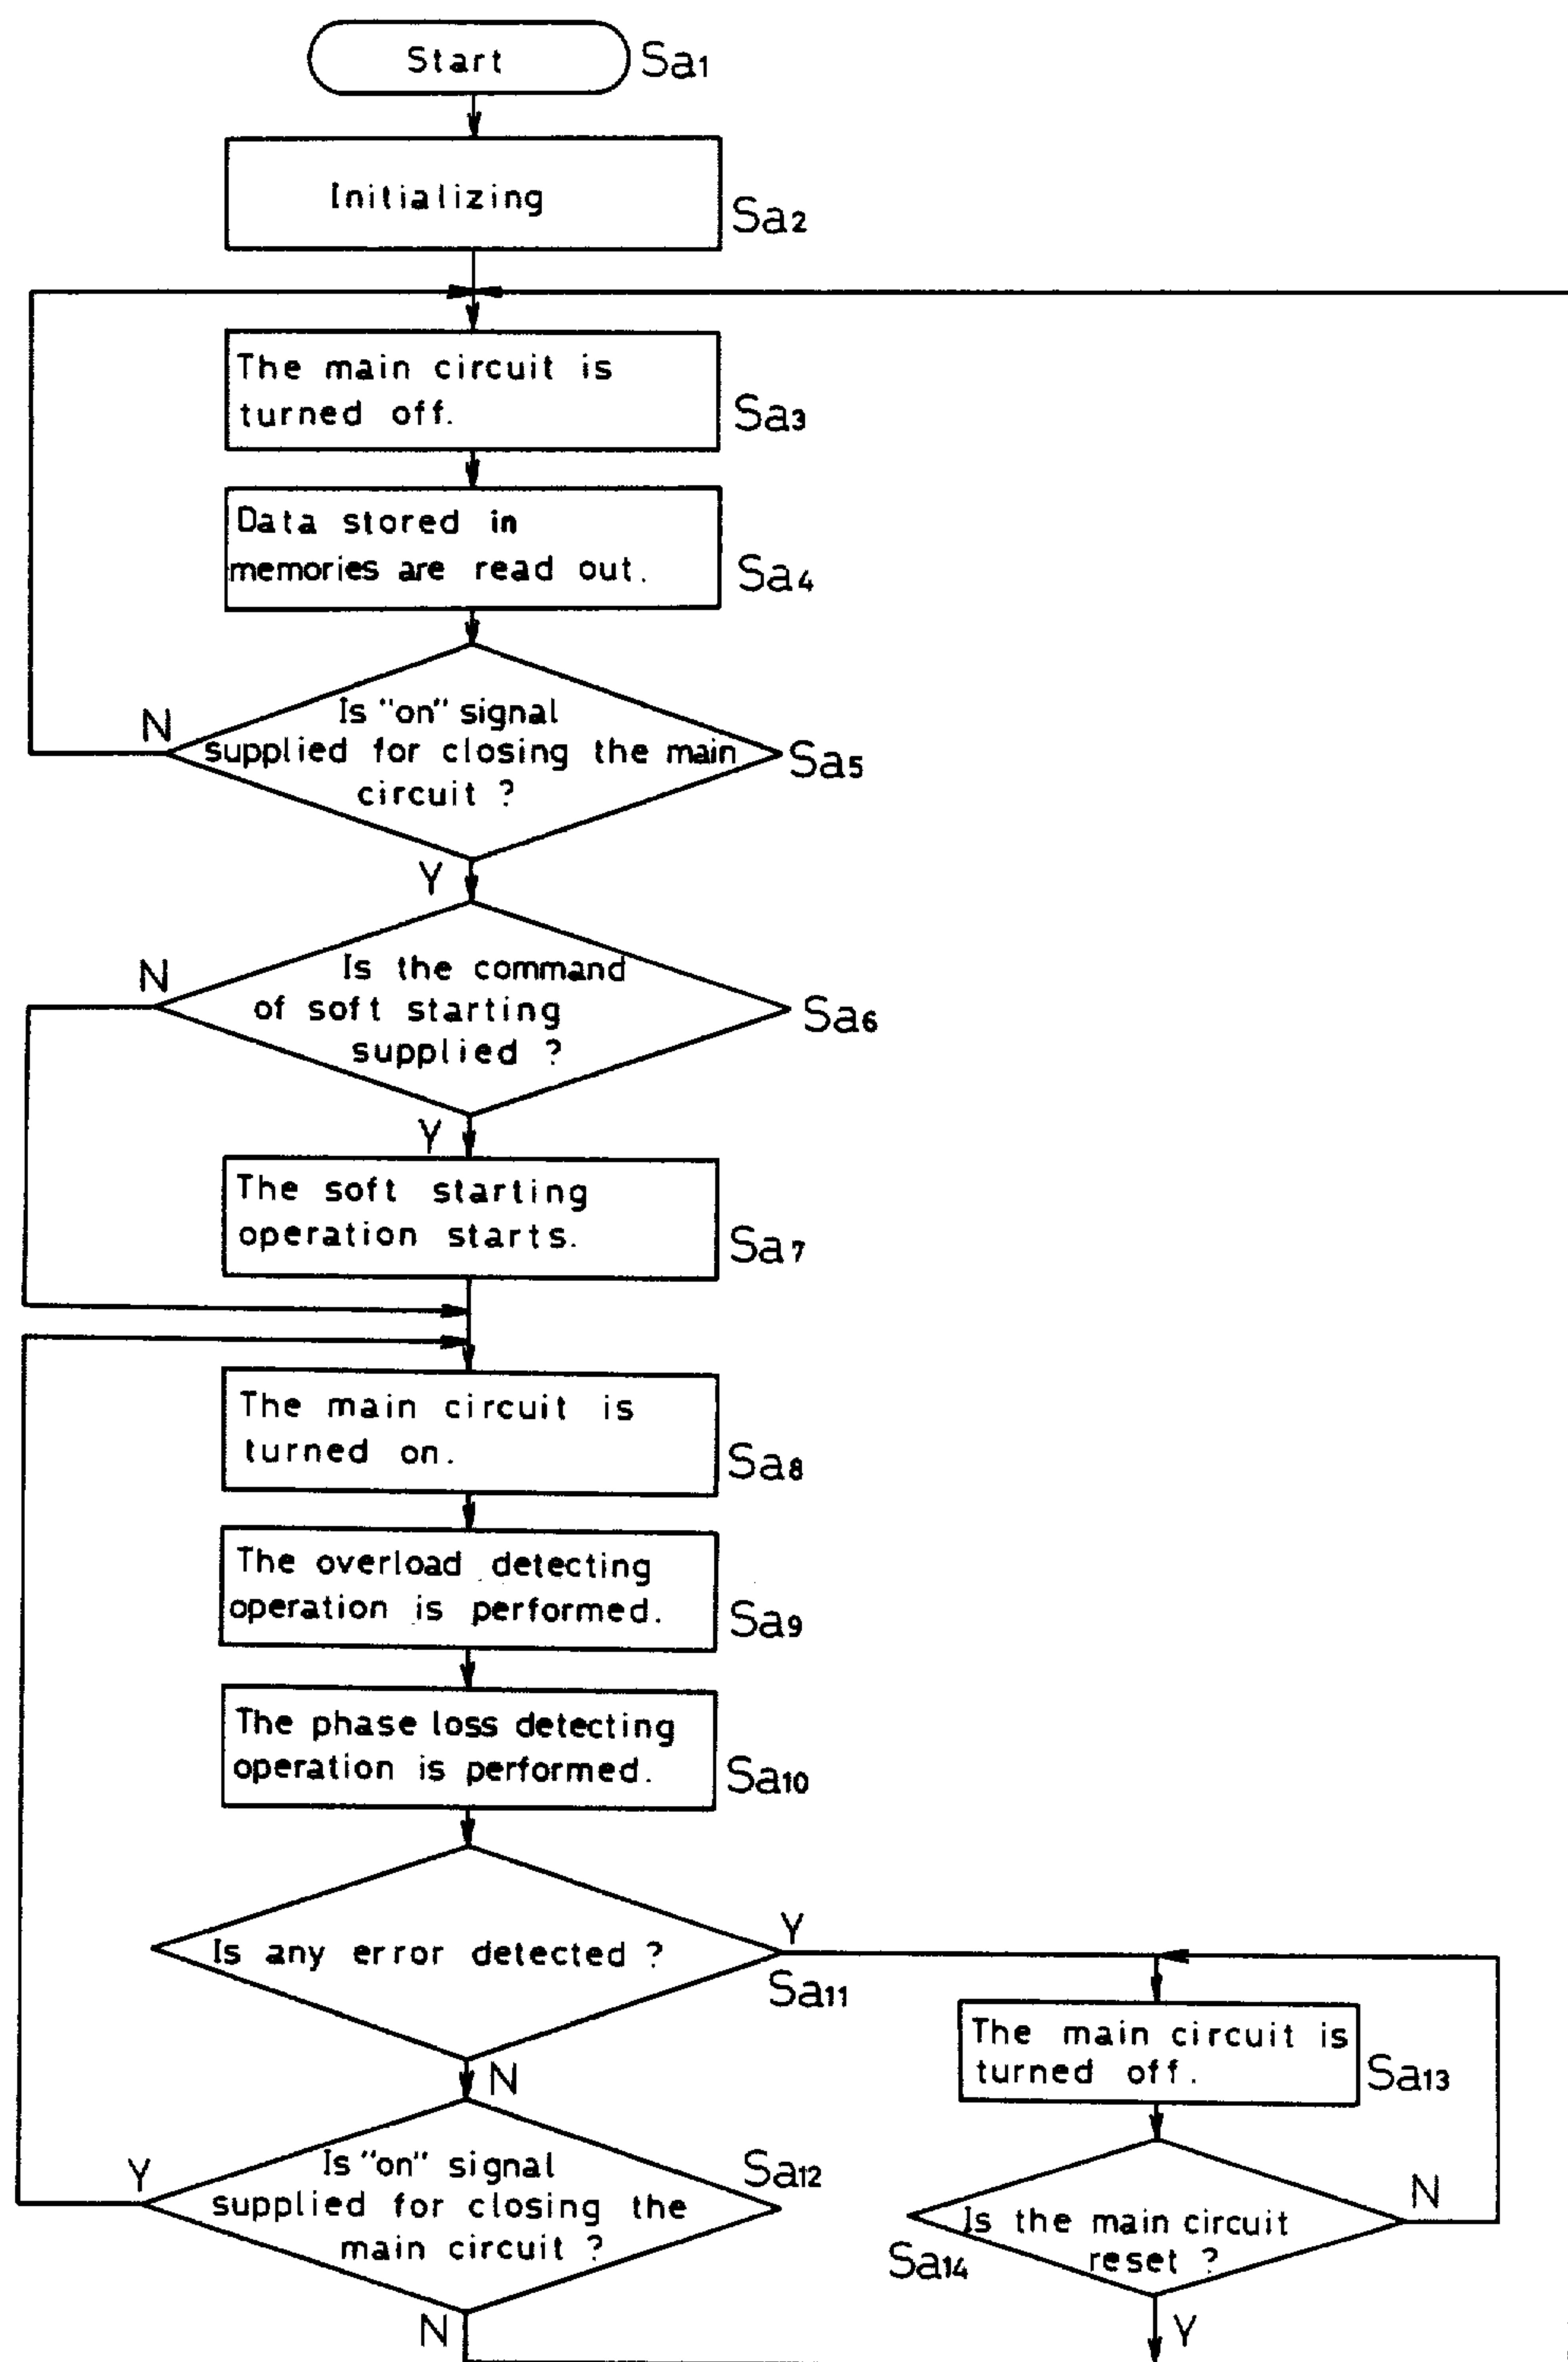 Start
Sa1
Initializing
Sa2
The main circuit is
turned off.
Sa3
Data stored in
memories are read out.
Sa4
Is "on" signal
supplied for closing the main
circuit ?
Sa5
N
Y
Is the command
of soft starting
supplied ?
Sa6
N
Y
The soft starting
operation starts.
Sa7
The main circuit is
turned on.
Sa8
The overload detecting
operation is performed.
Sa9
The phase loss detecting
operation is performed.
Sa10
Is any error detected ?
Y
Sa11
N
The main circuit is
turned off.
Sa13
Is "on" signal
supplied for closing the
main circuit ?
Sa12
Y
N
Is the main circuit
reset ?
Sa14
N
Y